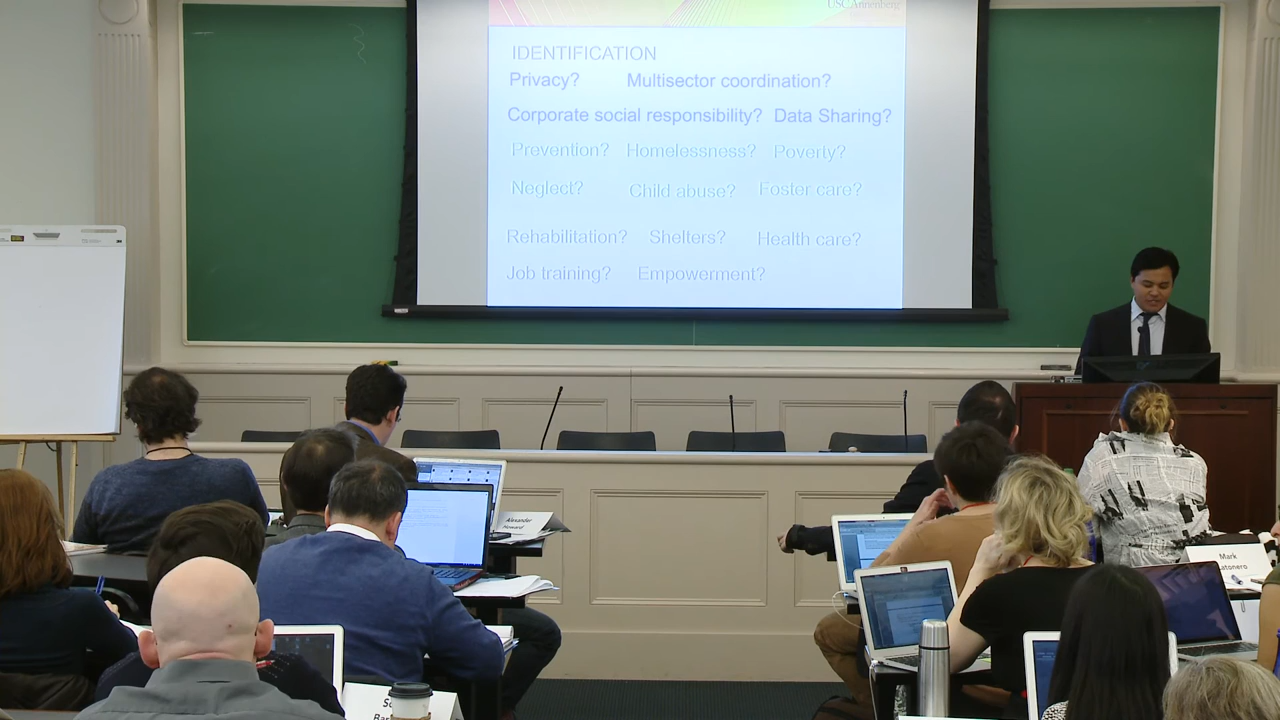 USC Annenberg
IDENTIFICATION
Privacy? Multisector coordination?
Corporate social responsibility? Data Sharing?
Prevention? Homelessness? Poverty?
Neglect? Child abuse? Foster care?
Rehabilitation? Shelters? Health care?
Job training? Empowerment?
Alexander
Howard
Mark